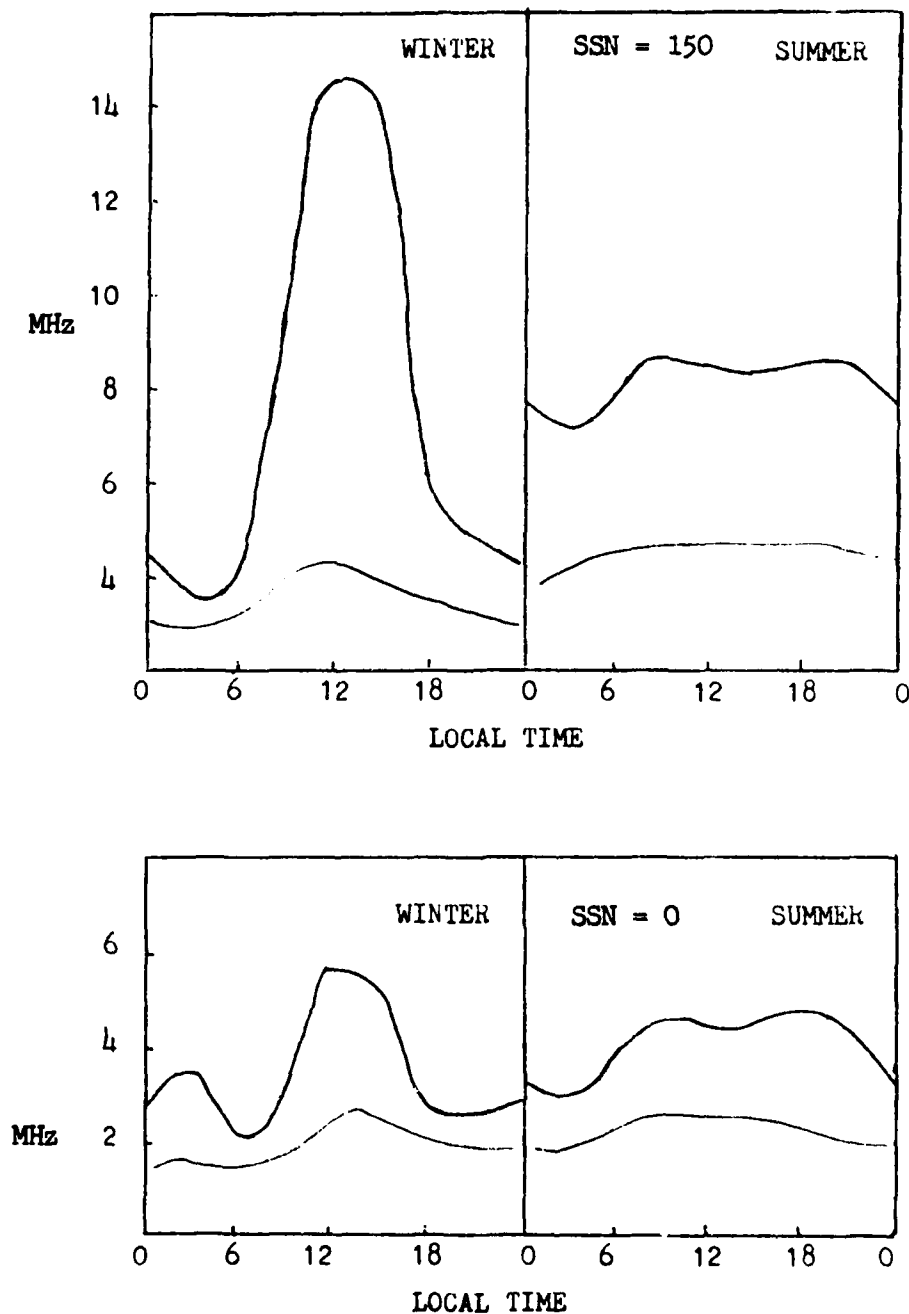 WINTER SSN = 150 SUMMER
14
12
10
MHz
8
6
4
0 6 12 18 0 6 12 18 0
LOCAL TIME
WINTER SSN = 0 SUMMER
6
4
MHz 2
0 6 12 18 0 6 12 18 0
LOCAL TIME